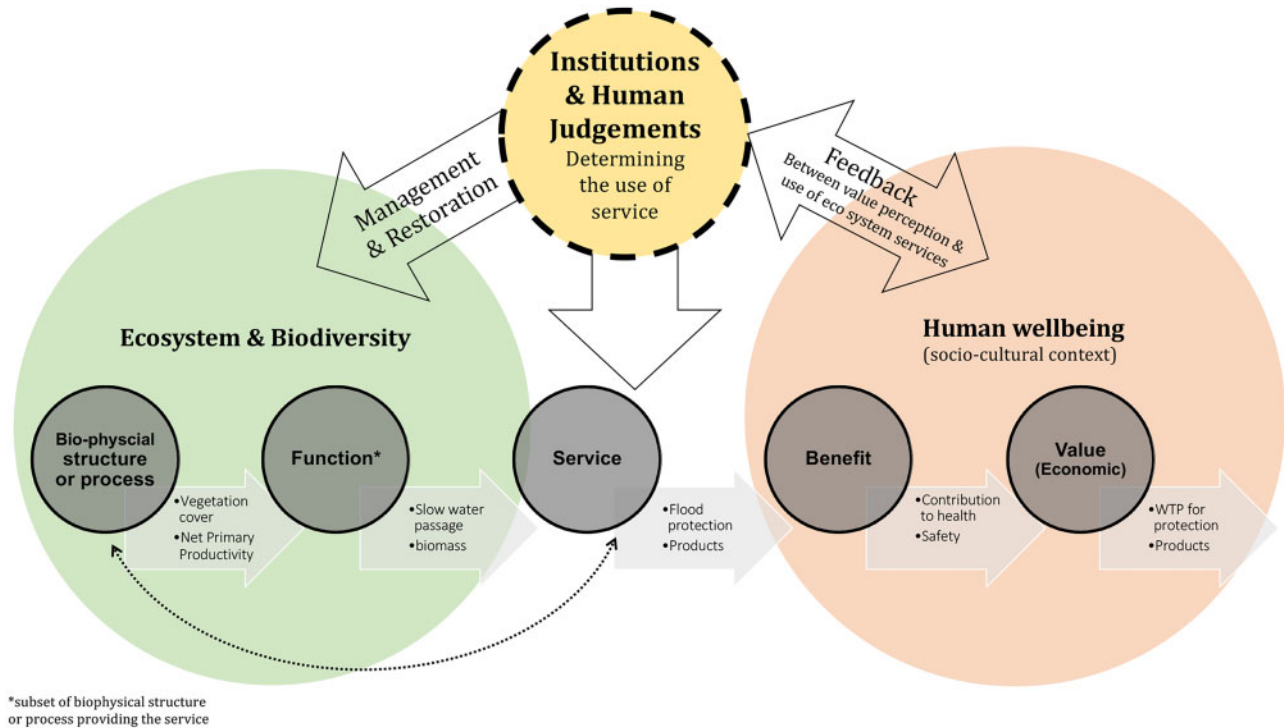 Institutions
& Human
Judgements
Determining
the use of
service
Management
& Restoration
Feedback
Between value perception &
use of eco system services
Ecosystem & Biodiversity
Human wellbeing
(socio-cultural context)
Bio-physcial
structure
or process
Function*
Service
Benefit
Value
(Economic)
•Vegetation
cover
•Net Primary
Productivity
•Slow water
passage
•biomass
•Flood
protection
•Products
•Contribution
to health
•Safety
•WTP for
protection
•Products
*subset of biophysical structure
or process providing the service